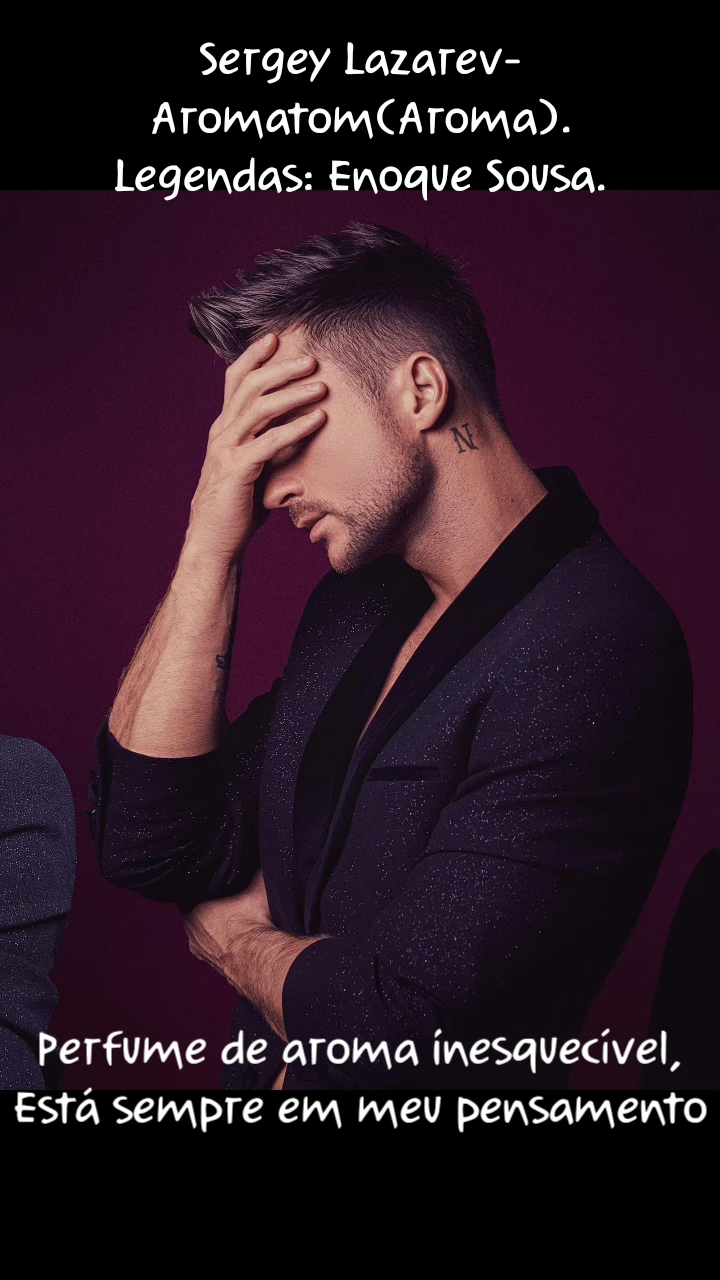 Sergey Lazarev-
Aromatom(Aroma).
Legendas: Enoque Sousa.
N
Perfume de aroma inesquecível,
Está sempre em meu pensamento